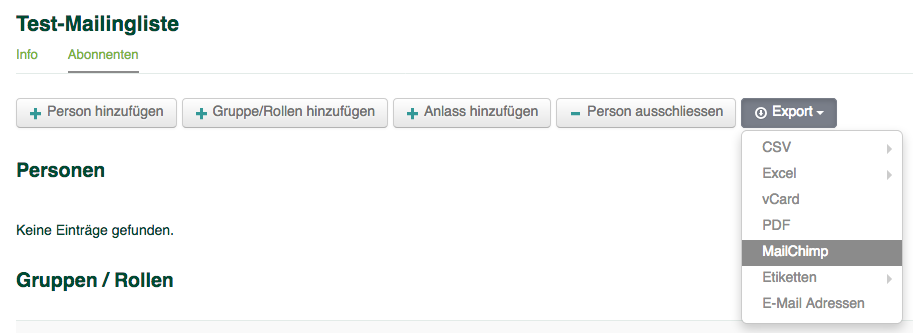 Test-Mailingliste
Info Abonnenten
Person hinzufügen Gruppe/Rollen hinzufügen Anlass hinzufügen Person ausschliessen Export
CSV
Personen
Excel
vCard
PDF
Keine Einträge gefunden.
MailChimp
Gruppen / Rollen
Etiketten
E-Mail Adressen